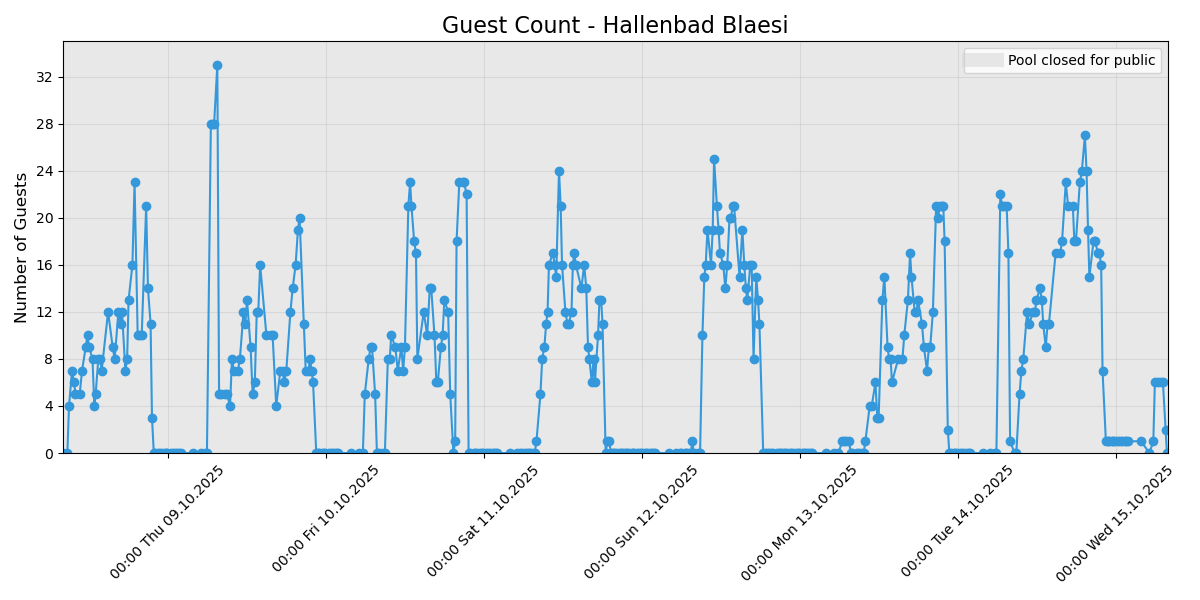 Guest Count - Hallenbad Blaesi
Pool closed for public
Number of Guests
32
28
24
20
16
12
8
4
0
00:00 Thu 09.10.2025
00:00 Fri 10.10.2025
00:00 Sat 11.10.2025
00:00 Sun 12.10.2025
00:00 Mon 13.10.2025
00:00 Tue 14.10.2025
00:00 Wed 15.10.2025